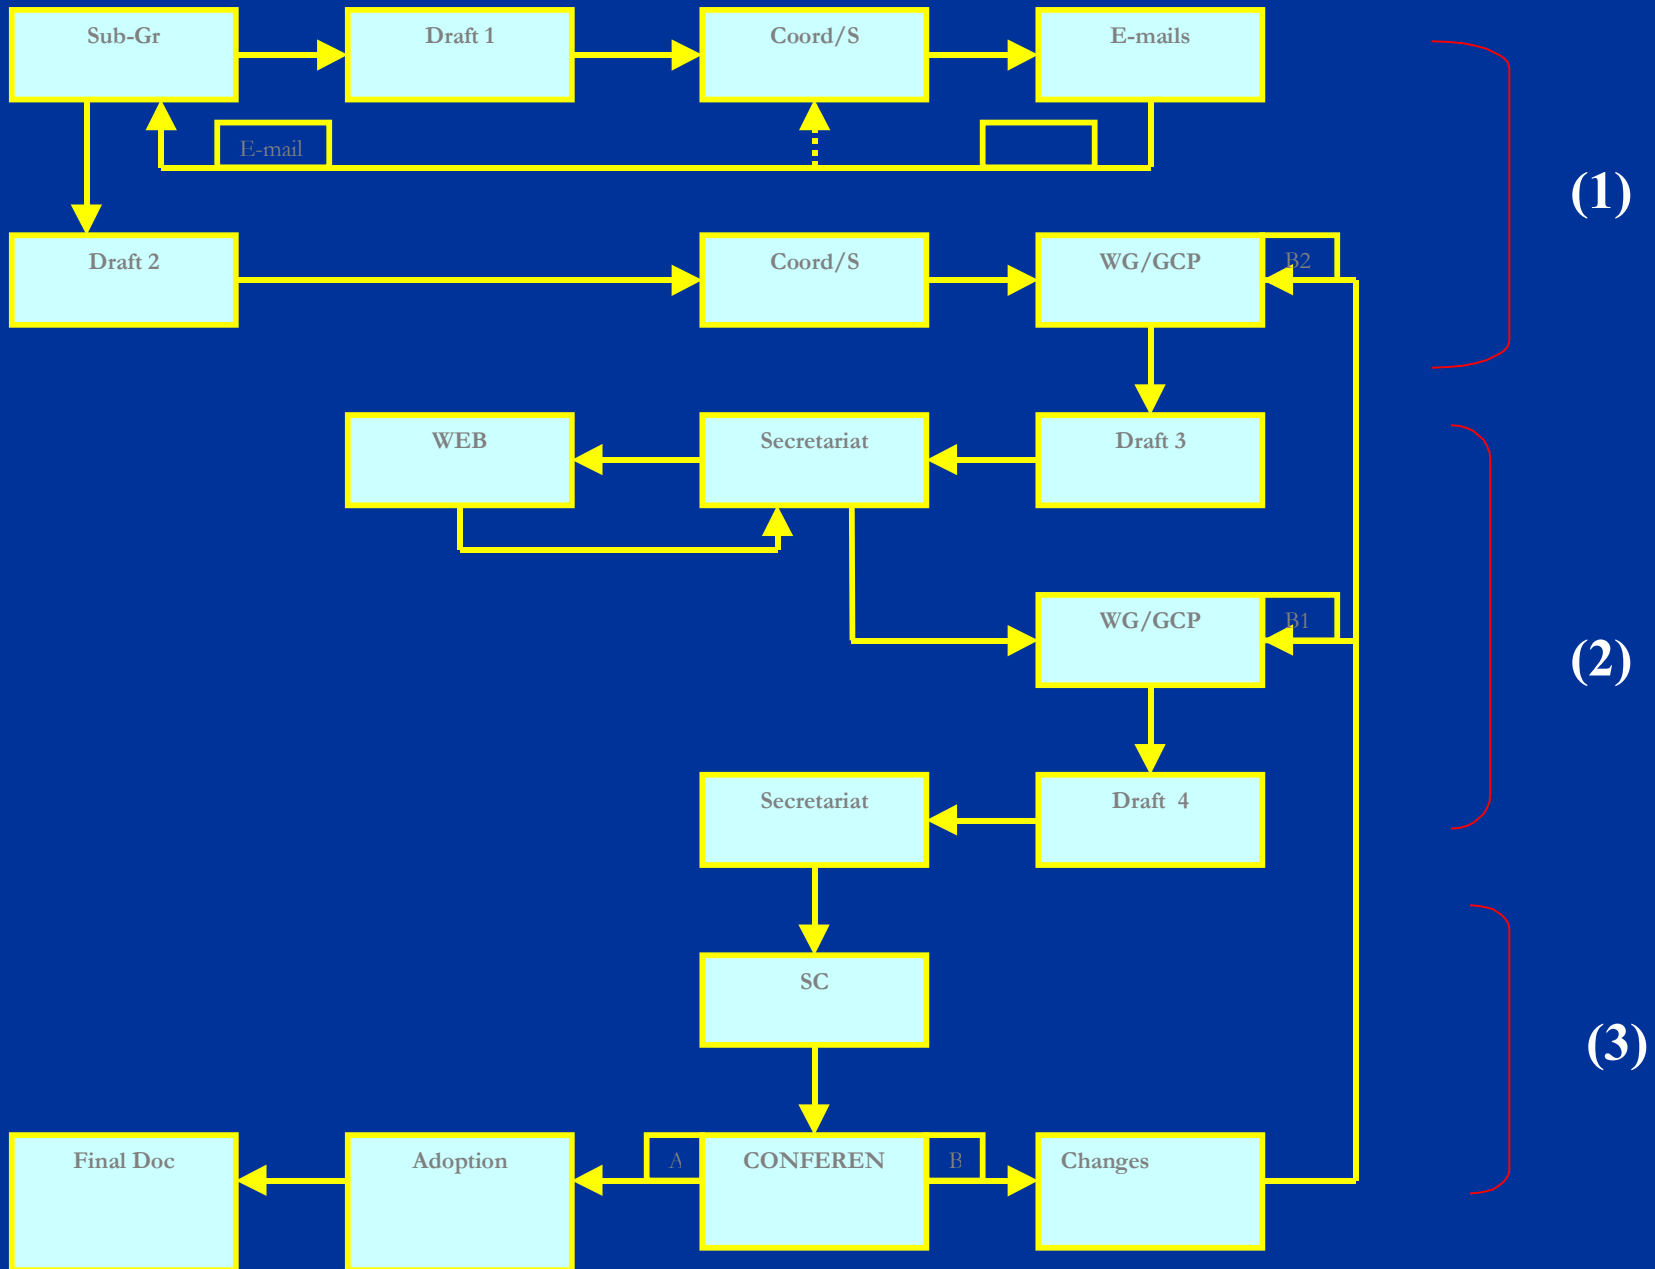 Sub-Gr
Draft 1
Coord/S
E-mails
E-mail
(1)
Draft 2
Coord/S
WG/GCP
B2
WEB
Secretariat
Draft 3
WG/GCP
B1
(2)
Secretariat
Draft 4
SC
(3)
Final Doc
Adoption
A
CONFEREN
B
Changes